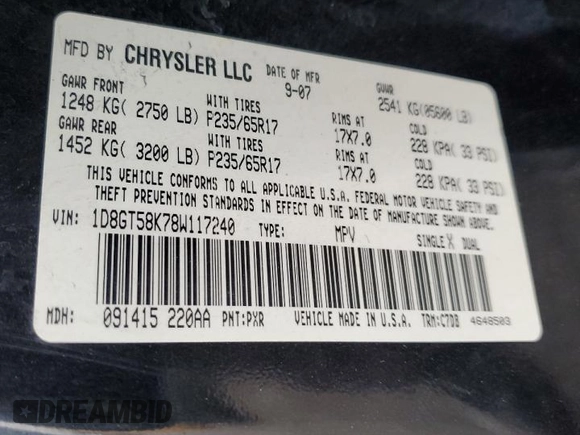 MFD BY CHRYSLER LLC DATE OF MFR 9-07 GVWR 2541 KG(05600 LB)
GAWR FRONT WITH TIRES RIMS AT COLD
1248 KG( 2750 LB) P235/65R17 17X7.0 228 KPA( 33 PSI)
GAWR REAR WITH TIRES RIMS AT COLD
1452 KG( 3200 LB) P235/65R17 17X7.0 228 KPA( 33 PSI)
THIS VEHICLE CONFORMS TO ALL APPLICABLE U.S.A. FEDERAL MOTOR VEHICLE SAFETY AND
THEFT PREVENTION STANDARDS IN EFFECT ON THE DATE OF MANUFACTURE SHOWN ABOVE.
VIN: 1D8GT58K78W117240 TYPE: MPV SINGLE X DUAL
MDH: 091415 220AA PNT:PXR VEHICLE MADE IN U.S.A. TRM:C7DB 4648503
DREAMBID